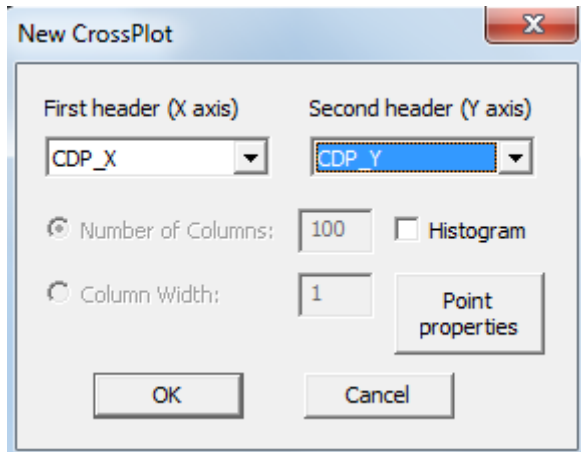 New CrossPlot
First header (X axis) Second header (Y axis)
CDP_X CDP_Y
Number of Columns: 100 Histogram
Column Width: 1 Point
properties
OK Cancel